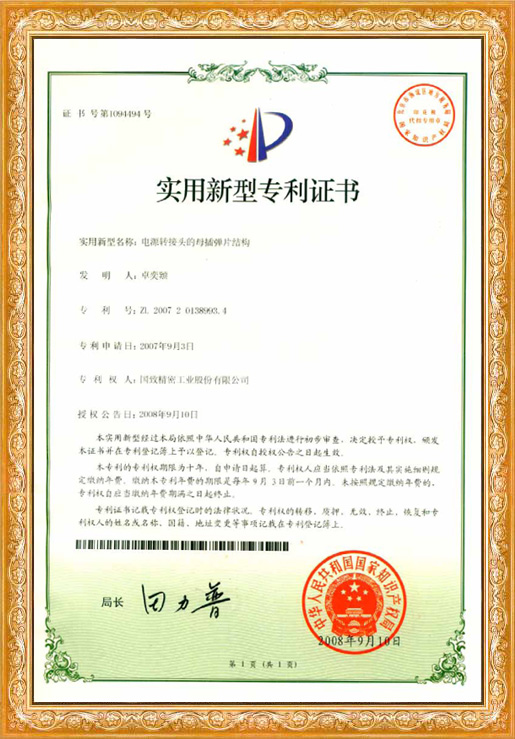 证 书 号 第1094494号
实用新型专利证书
实用新型名称：电源转接头的母插弹片结构
发 明 人：卓奕颖
专 利 号：ZL 2007 2 0138993.4
专利申请日：2007年9月3日
专 利 权 人：国致精密工业股份有限公司
授权公告日：2008年9月10日
本实用新型经过本局依照中华人民共和国专利法进行初步审查，决定授予专利权，颁发
本证书并在专利登记簿上予以登记。专利权自授权公告之日起生效。
本专利的专利权期限为十年，自申请日起算。专利权人应当依照专利法及其实施细则规
定缴纳年费。缴纳本专利年费的期限是每年 9 月 3 日前一个月内。未按照规定缴纳年费的，
专利权自应当缴纳年费期满之日起终止。
专利证书记载专利权登记时的法律状况。专利权的转移、质押、无效、终止、恢复和专
利权人的姓名或名称、国籍、地址变更等事项记载在专利登记簿上。
局长 田力普
中华人民共和国国家知识产权局
2008年9月10日
第 1 页 (共 1 页)